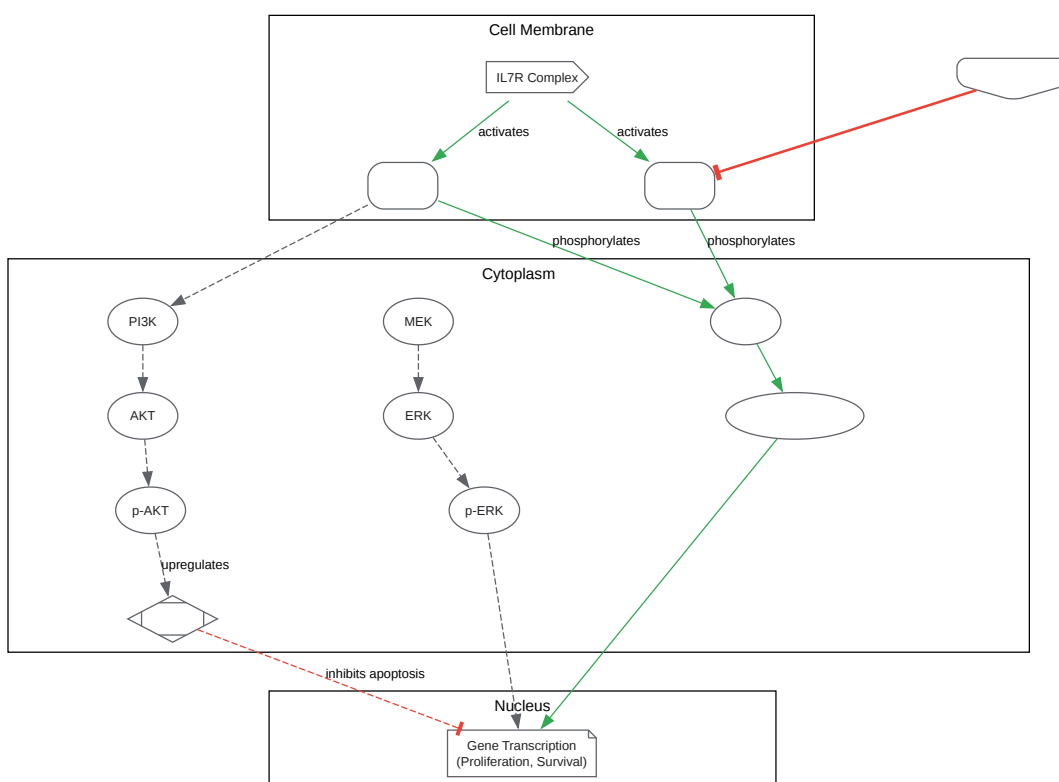 Cell Membrane
IL7R Complex
activates
activates
phosphorylates
phosphorylates
Cytoplasm
PI3K
MEK
AKT
ERK
p-AKT
p-ERK
upregulates
inhibits apoptosis
Nucleus
Gene Transcription
(Proliferation, Survival)